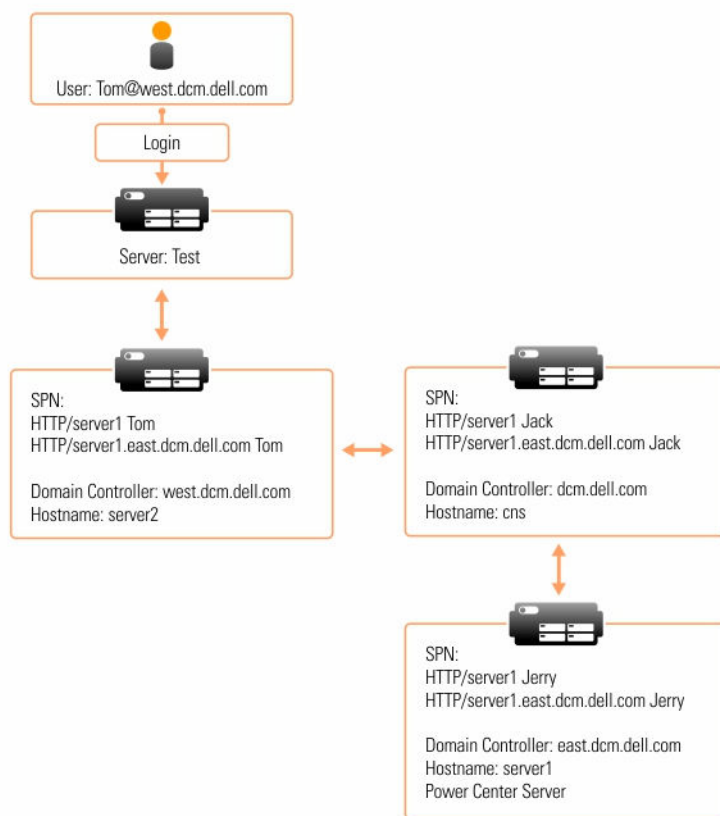 User: Tom@west.dcm.dell.com
Login
Server: Test
SPN:
HTTP/server1 Tom
HTTP/server1.east.dcm.dell.com Tom
Domain Controller: west.dcm.dell.com
Hostname: server2
SPN:
HTTP/server1 Jack
HTTP/server1.east.dcm.dell.com Jack
Domain Controller: dcm.dell.com
Hostname: cns
SPN:
HTTP/server1 Jerry
HTTP/server1.east.dcm.dell.com Jerry
Domain Controller: east.dcm.dell.com
Hostname: server1
Power Center Server